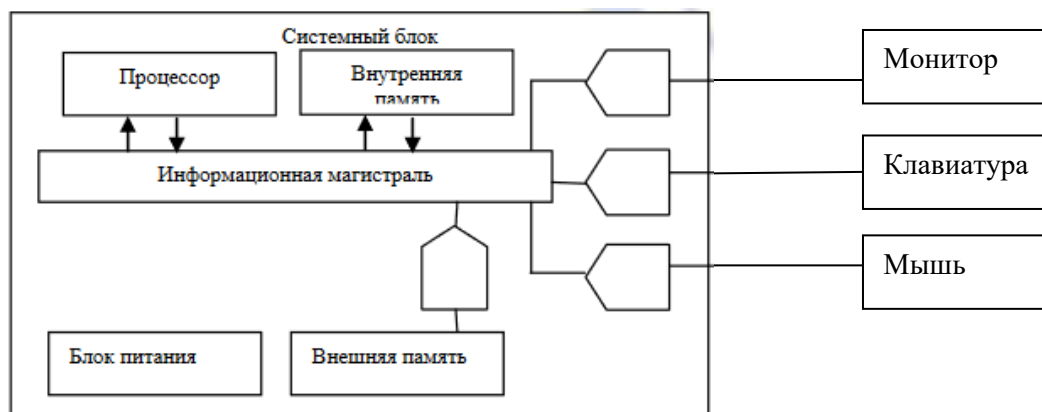 Системный блок
Процессор
Внутренняя
память
Монитор
Информационная магистраль
Клавиатура
Мышь
Блок питания
Внешняя память